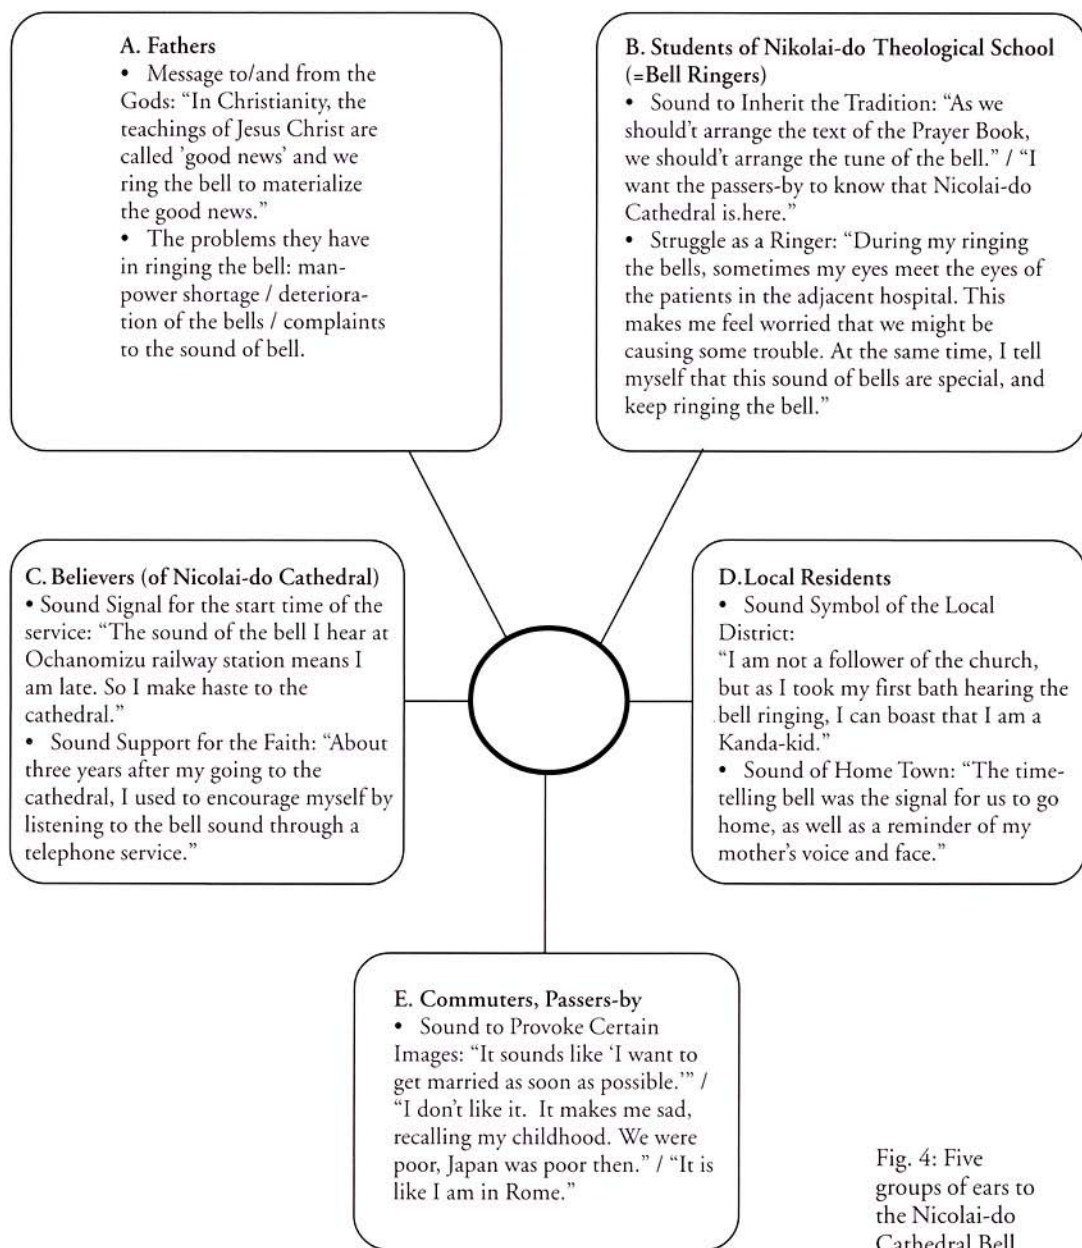 A. Fathers
• Message to/and from the
Gods: “In Christianity, the
teachings of Jesus Christ are
called 'good news' and we
ring the bell to materialize
the good news.”
• The problems they have
in ringing the bell: man-
power shortage / deteriora-
tion of the bells / complaints
to the sound of bell.
B. Students of Nikolai-do Theological School
(=Bell Ringers)
• Sound to Inherit the Tradition: “As we
should't arrange the text of the Prayer Book,
we should't arrange the tune of the bell.” / “I
want the passers-by to know that Nicolai-do
Cathedral is.here.”
• Struggle as a Ringer: “During my ringing
the bells, sometimes my eyes meet the eyes of
the patients in the adjacent hospital. This
makes me feel worried that we might be
causing some trouble. At the same time, I tell
myself that this sound of bells are special, and
keep ringing the bell.”
C. Believers (of Nicolai-do Cathedral)
• Sound Signal for the start time of the
service: “The sound of the bell I hear at
Ochanomizu railway station means I
am late. So I make haste to the
cathedral.”
• Sound Support for the Faith: “About
three years after my going to the
cathedral, I used to encourage myself by
listening to the bell sound through a
telephone service.”
D.Local Residents
• Sound Symbol of the Local
District:
“I am not a follower of the church,
but as I took my first bath hearing the
bell ringing, I can boast that I am a
Kanda-kid.”
• Sound of Home Town: “The time-
telling bell was the signal for us to go
home, as well as a reminder of my
mother's voice and face.”
E. Commuters, Passers-by
• Sound to Provoke Certain
Images: “It sounds like ‘I want to
get married as soon as possible.’” /
“I don't like it. It makes me sad,
recalling my childhood. We were
poor, Japan was poor then.” / “It is
like I am in Rome.”
Fig. 4: Five
groups of ears to
the Nicolai-do
Cathedral Bell